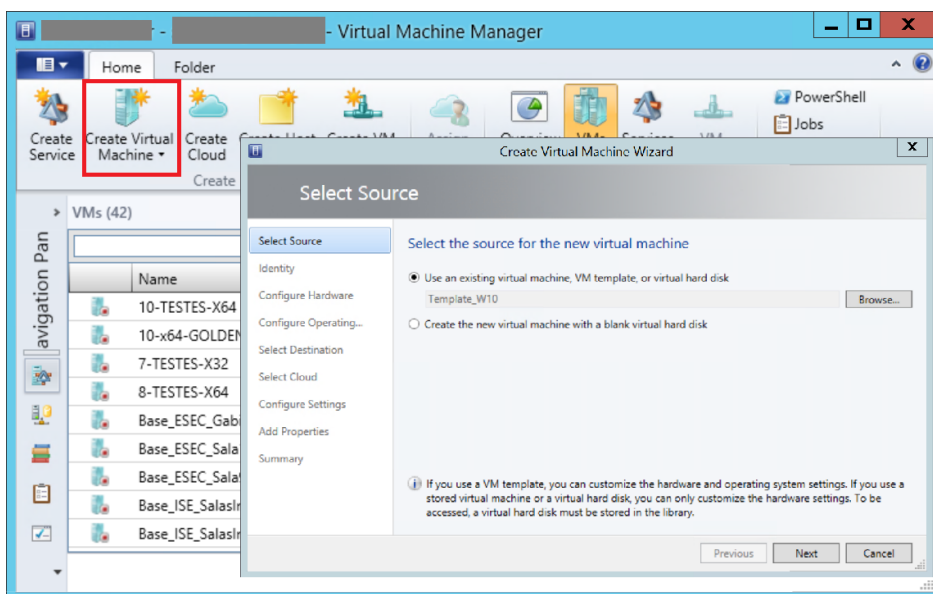 - - Virtual Machine Manager
Home Folder
Create Service
Create Virtual Machine
Create Cloud
PowerShell
Jobs
Create
VMs (42)
Name
10-TESTES-X64
10-x64-GOLDEN
7-TESTES-X32
8-TESTES-X64
Base_ESEC_Gabi
Base_ESEC_Sala
Base_ESEC_Sala
Base_ISE_SalasIn
Base_ISE_SalasIn
avigation Pan
Create Virtual Machine Wizard
Select Source
Select Source
Identity
Configure Hardware
Configure Operating...
Select Destination
Select Cloud
Configure Settings
Add Properties
Summary
Select the source for the new virtual machine
Use an existing virtual machine, VM template, or virtual hard disk
Template_W10
Browse...
Create the new virtual machine with a blank virtual hard disk
If you use a VM template, you can customize the hardware and operating system settings. If you use a
stored virtual machine or a virtual hard disk, you can only customize the hardware settings. To be
accessed, a virtual hard disk must be stored in the library.
Previous Next Cancel